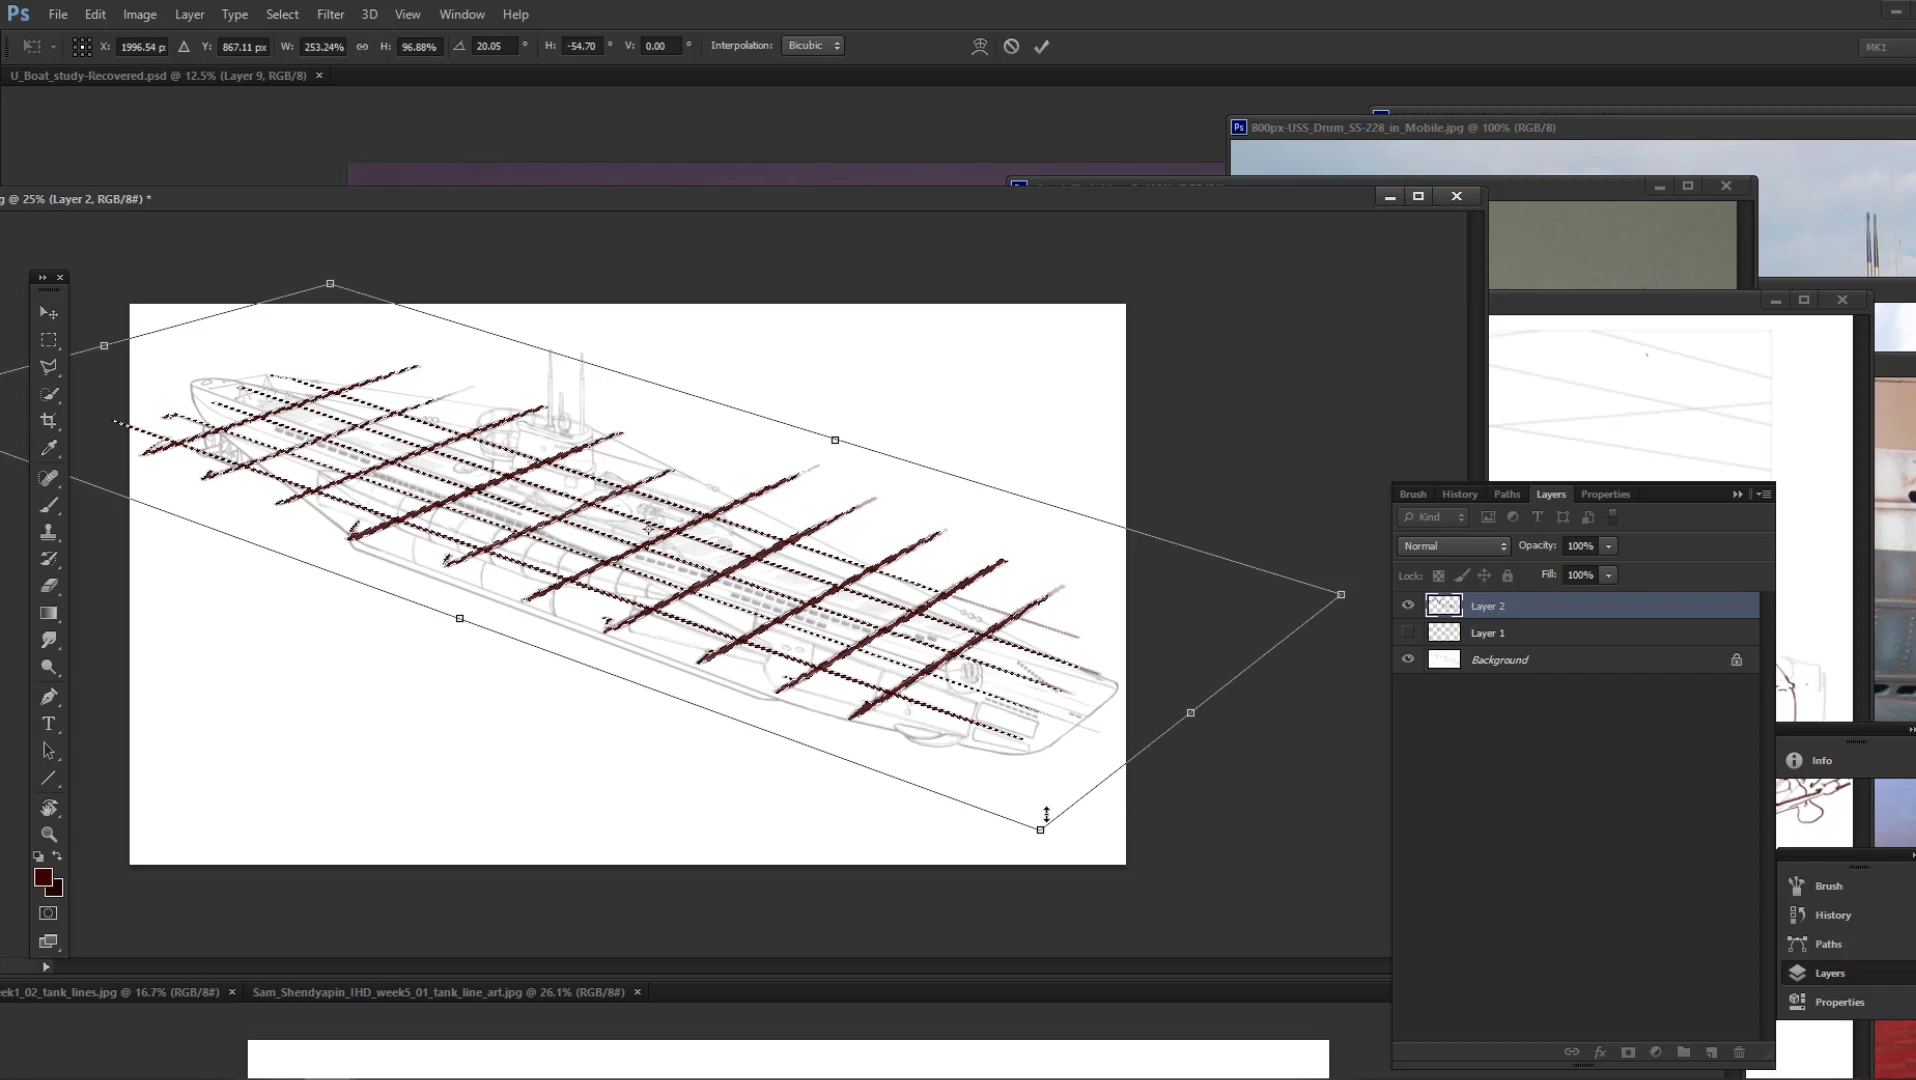 Ps File Edit Image Layer Type Select Filter 3D View Window Help
X: 1996.54 p: Y: 867.11 px W: 253.24% H: 96.88% 20.05 ° H: -54.70 ° V: 0.00 ° Interpolation: Bicubic MK1
U_Boat_study-Recovered.psd @ 12.5% (Layer 9, RGB/8) ×
Ps 800px-USS_Drum_SS-228_in_Mobile.jpg @ 100% (RGB/8)
g @ 25% (Layer 2, RGB/8#) *
Brush History Paths Layers Properties
Kind
Normal Opacity: 100%
Lock: Fill: 100%
Layer 2
Layer 1
Background
Info
Brush
History
Paths
Layers
Properties
eek1_02_tank_lines.jpg @ 16.7% (RGB/8#) × Sam_Shendyapin_IHD_week5_01_tank_line_art.jpg @ 26.1% (RGB/8#) ×